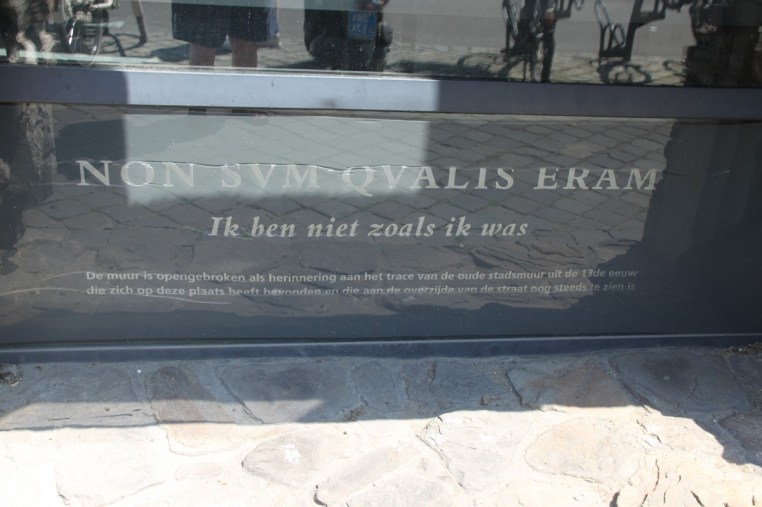 NON SVM QVALIS ERAM
Ik ben niet zoals ik was
De muur is opengebroken als herinnering aan het trace van de oude stadsmuur uit de 13de eeuw
die zich op deze plaats heeft bevonden en die aan de overzijde van de straat nog steeds te zien is